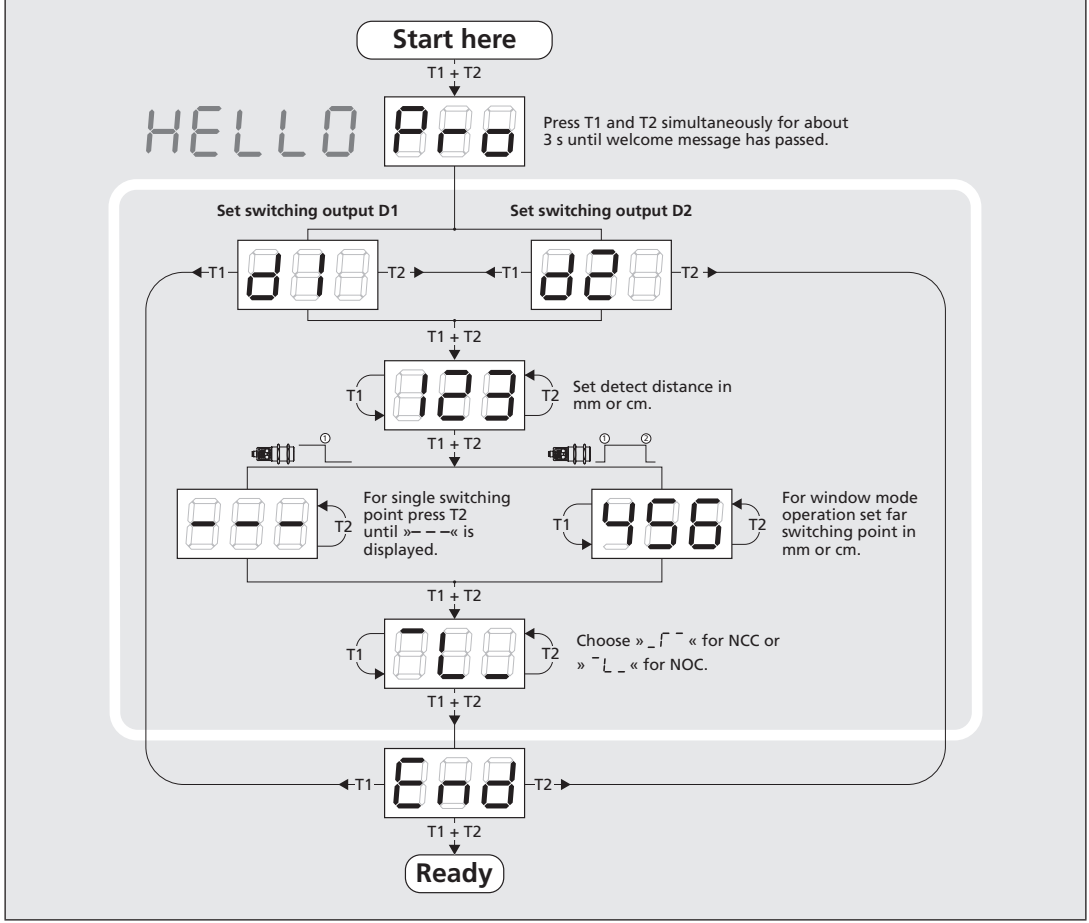 Start here
T1 + T2
HELLO
Pro
Press T1 and T2 simultaneously for about
3 s until welcome message has passed.
Set switching output D1
Set switching output D2
T1
d1
T2
T1
d2
T2
T1 + T2
T1
123
T2
Set detect distance in
mm or cm.
T1 + T2
①
① ②
- - -
T2
For single switching
point press T2
until »– – –« is
displayed.
T1
456
T2
For window mode
operation set far
switching point in
mm or cm.
T1 + T2
T1
¯L_
T2
Choose »_Γ¯« for NCC or
»¯L_« for NOC.
T1 + T2
T1
End
T2
T1 + T2
Ready